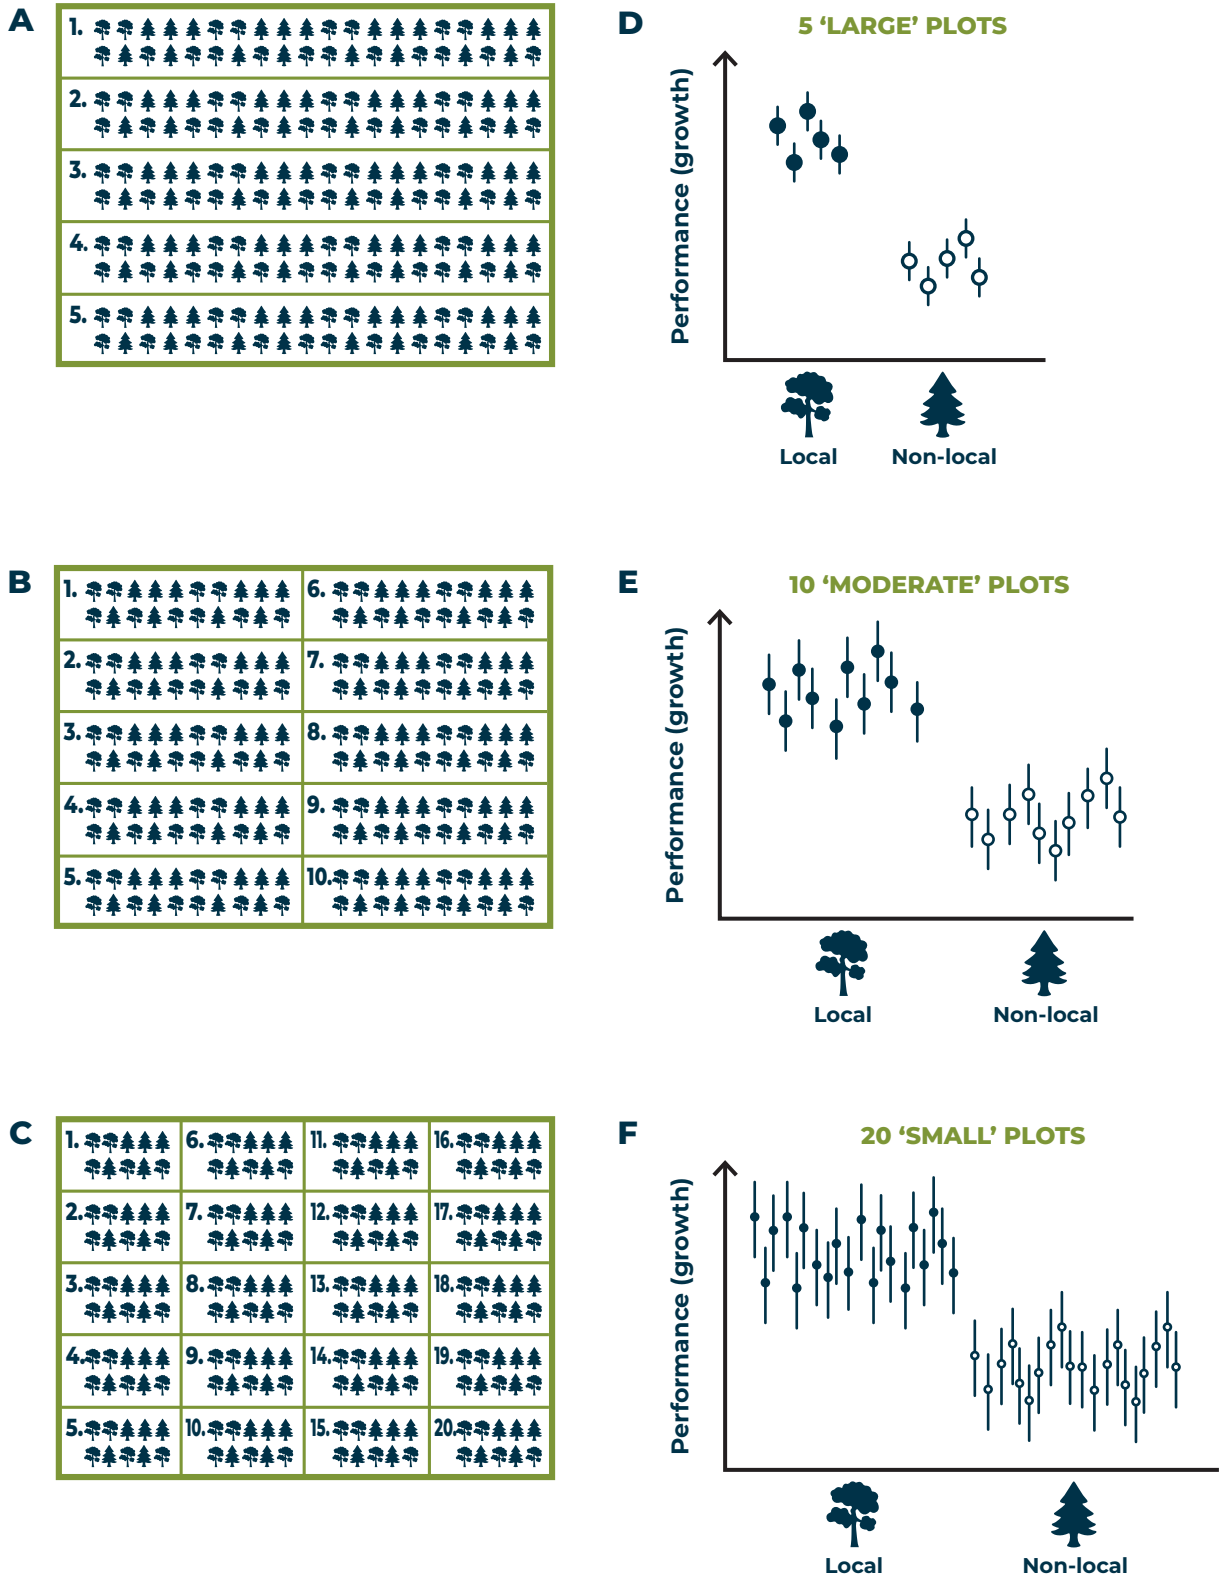 A
1.
2.
3.
4.
5.
D
5 ‘LARGE’ PLOTS
Performance (growth)
Local
Non-local
B
1.
6.
2.
7.
3.
8.
4.
9.
5.
10.
E
10 ‘MODERATE’ PLOTS
Performance (growth)
Local
Non-local
C
1.
6.
11.
16.
2.
7.
12.
17.
3.
8.
13.
18.
4.
9.
14.
19.
5.
10.
15.
20.
F
20 ‘SMALL’ PLOTS
Performance (growth)
Local
Non-local